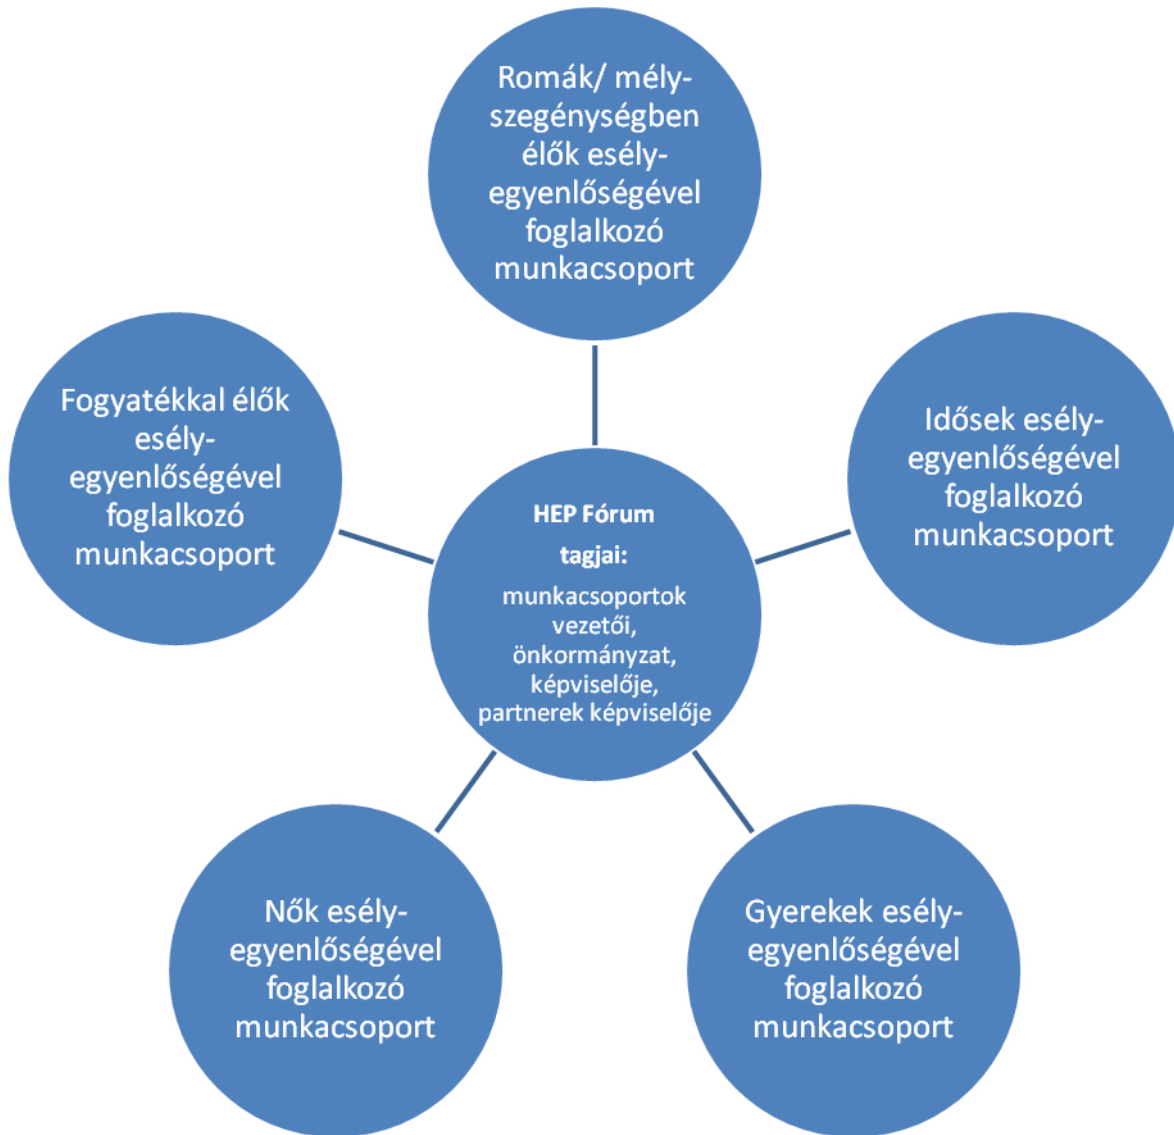 Romák/ mély-
szegénységben
élők esély-
egyenlőségével
foglalkozó
munkacsoport
Fogyatékkal élők
esély-
egyenlőségével
foglalkozó
munkacsoport
Idősek esély-
egyenlőségével
foglalkozó
munkacsoport
HEP Fórum
tagjai:
munkacsoportok
vezetői,
önkormányzat,
képviselője,
partnerek képviselője
Nők esély-
egyenlőségével
foglalkozó
munkacsoport
Gyerekek esély-
egyenlőségével
foglalkozó
munkacsoport